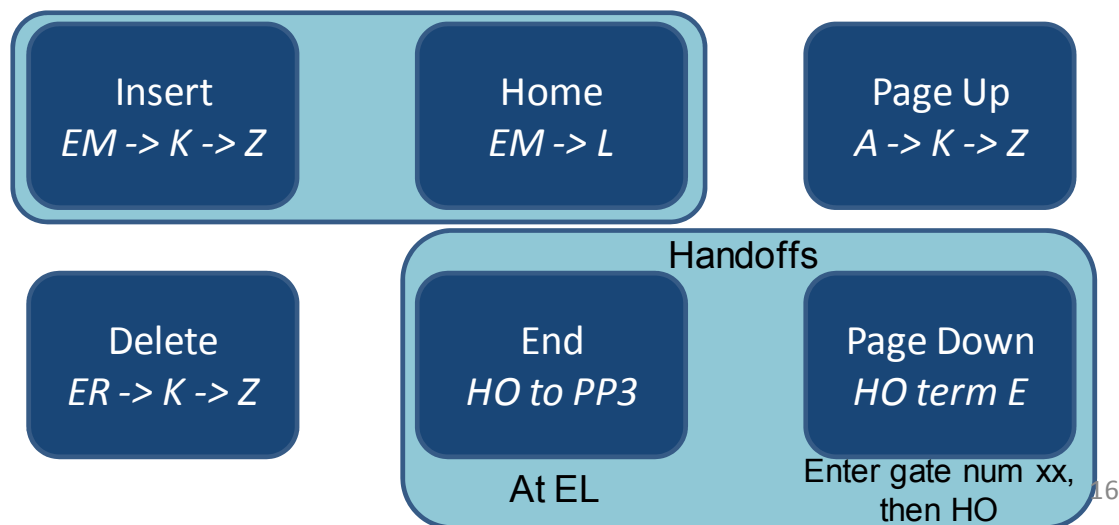 Insert
EM -> K -> Z
Home
EM -> L
Page Up
A -> K -> Z
Handoffs
Delete
ER -> K -> Z
End
HO to PP3
Page Down
HO term E
At EL
Enter gate num xx,
then HO
16